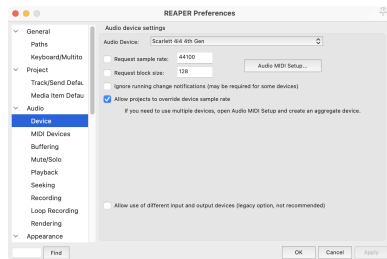 REAPER Preferences
General
Paths
Keyboard/Multito
Project
Track/Send Defau
Media Item Defau
Audio
Device
MIDI Devices
Buffering
Mute/Solo
Playback
Seeking
Recording
Loop Recording
Rendering
Appearance
Find
Audio device settings
Audio Device: Scarlett 4i4 4th Gen
Request sample rate: 44100
Request block size: 128
Audio MIDI Setup...
Ignore running change notifications (may be required for some devices)
Allow projects to override device sample rate
If you need to use multiple devices, open Audio MIDI Setup and create an aggregate device.
Allow use of different input and output devices (legacy option, not recommended)
OK Cancel Apply